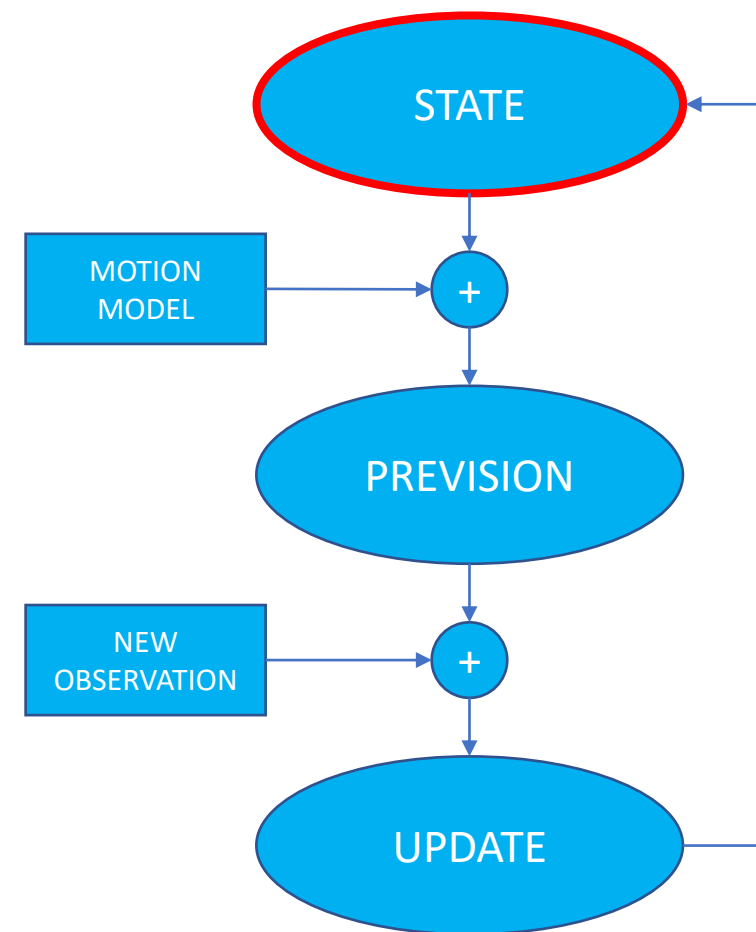 STATE
MOTION
MODEL
+
PREVISION
NEW
OBSERVATION
+
UPDATE